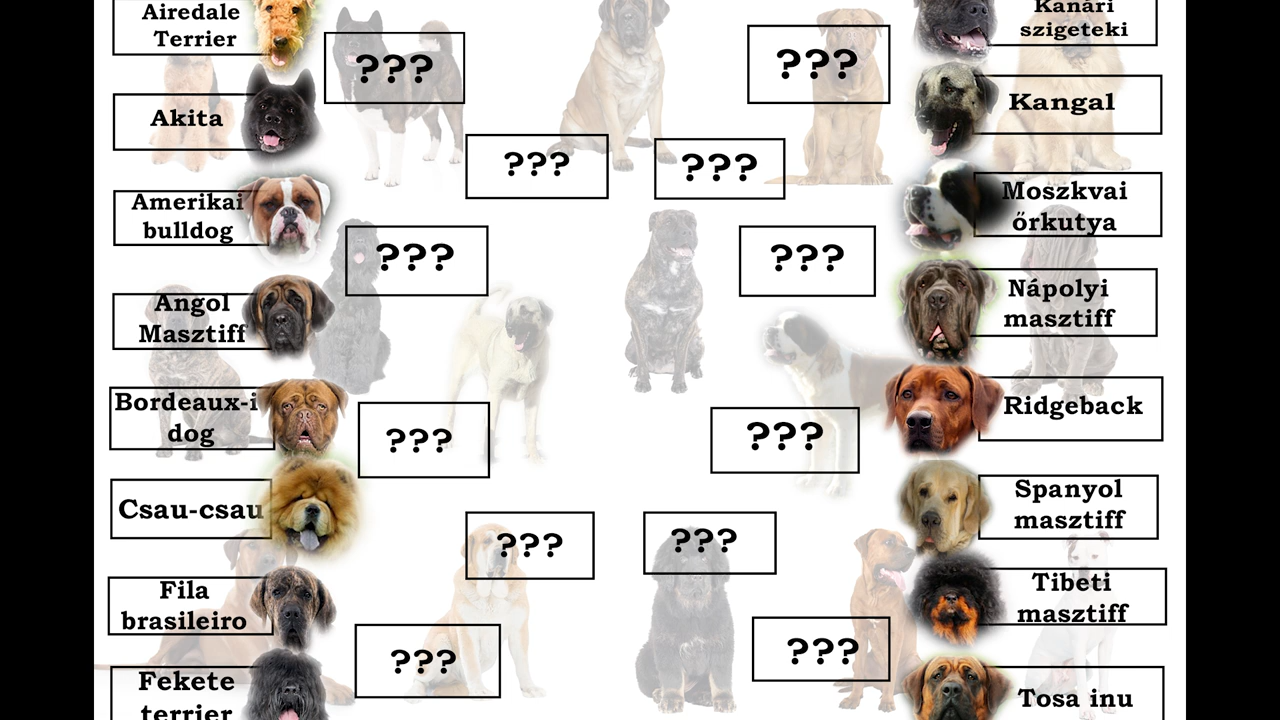 Airedale
Terrier
Akita
Amerikai
bulldog
Angol
Masztiff
Bordeaux-i
dog
Csau-csau
Fila
brasileiro
Fekete
terrier
???
???
???
???
???
???
???
???
???
???
???
???
Kanári
szigeteki
Kangal
Moszkvai
őrkutya
Nápolyi
masztiff
Ridgeback
Spanyol
masztiff
Tibeti
masztiff
Tosa inu